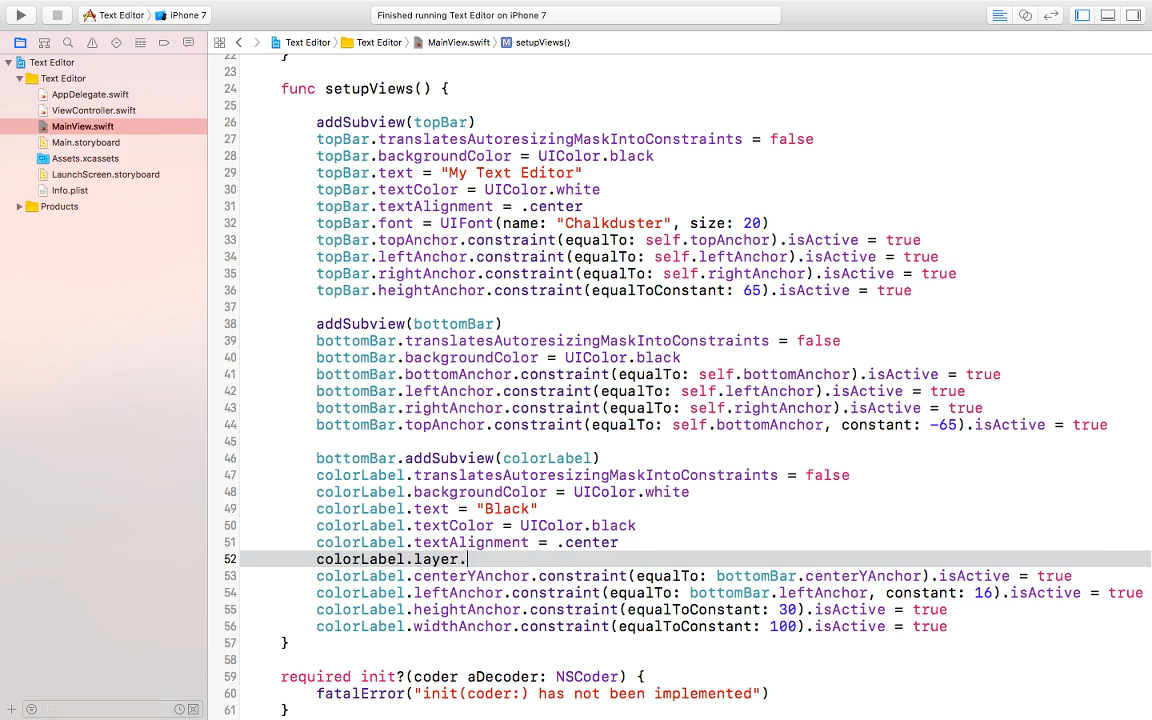 Text Editor
iPhone 7
Finished running Text Editor on iPhone 7
Text Editor
Text Editor
MainView.swift
setupViews()
Text Editor
Text Editor
AppDelegate.swift
ViewController.swift
MainView.swift
Main.storyboard
Assets.xcassets
LaunchScreen.storyboard
Info.plist
Products
22 }
23
24 func setupViews() {
25
26 addSubview(topBar)
27 topBar.translatesAutoresizingMaskIntoConstraints = false
28 topBar.backgroundColor = UIColor.black
29 topBar.text = "My Text Editor"
30 topBar.textColor = UIColor.white
31 topBar.textAlignment = .center
32 topBar.font = UIFont(name: "Chalkduster", size: 20)
33 topBar.topAnchor.constraint(equalTo: self.topAnchor).isActive = true
34 topBar.leftAnchor.constraint(equalTo: self.leftAnchor).isActive = true
35 topBar.rightAnchor.constraint(equalTo: self.rightAnchor).isActive = true
36 topBar.heightAnchor.constraint(equalToConstant: 65).isActive = true
37
38 addSubview(bottomBar)
39 bottomBar.translatesAutoresizingMaskIntoConstraints = false
40 bottomBar.backgroundColor = UIColor.black
41 bottomBar.bottomAnchor.constraint(equalTo: self.bottomAnchor).isActive = true
42 bottomBar.leftAnchor.constraint(equalTo: self.leftAnchor).isActive = true
43 bottomBar.rightAnchor.constraint(equalTo: self.rightAnchor).isActive = true
44 bottomBar.topAnchor.constraint(equalTo: self.bottomAnchor, constant: -65).isActive = true
45
46 bottomBar.addSubview(colorLabel)
47 colorLabel.translatesAutoresizingMaskIntoConstraints = false
48 colorLabel.backgroundColor = UIColor.white
49 colorLabel.text = "Black"
50 colorLabel.textColor = UIColor.black
51 colorLabel.textAlignment = .center
52 colorLabel.layer.
53 colorLabel.centerYAnchor.constraint(equalTo: bottomBar.centerYAnchor).isActive = true
54 colorLabel.leftAnchor.constraint(equalTo: bottomBar.leftAnchor, constant: 16).isActive = true
55 colorLabel.heightAnchor.constraint(equalToConstant: 30).isActive = true
56 colorLabel.widthAnchor.constraint(equalToConstant: 100).isActive = true
57 }
58
59 required init?(coder aDecoder: NSCoder) {
60 fatalError("init(coder:) has not been implemented")
61 }
Filter